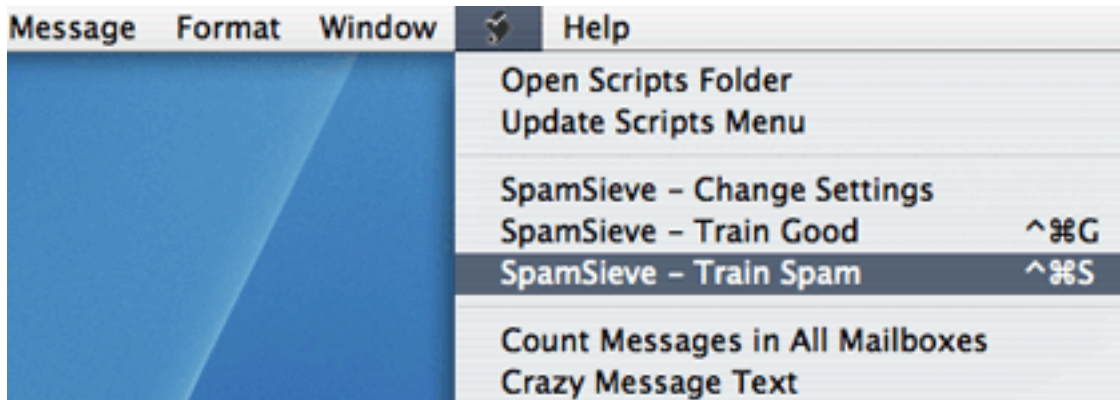 Message Format Window Help
Open Scripts Folder
Update Scripts Menu
SpamSieve – Change Settings
SpamSieve – Train Good ^⌘G
SpamSieve – Train Spam ^⌘S
Count Messages in All Mailboxes
Crazy Message Text